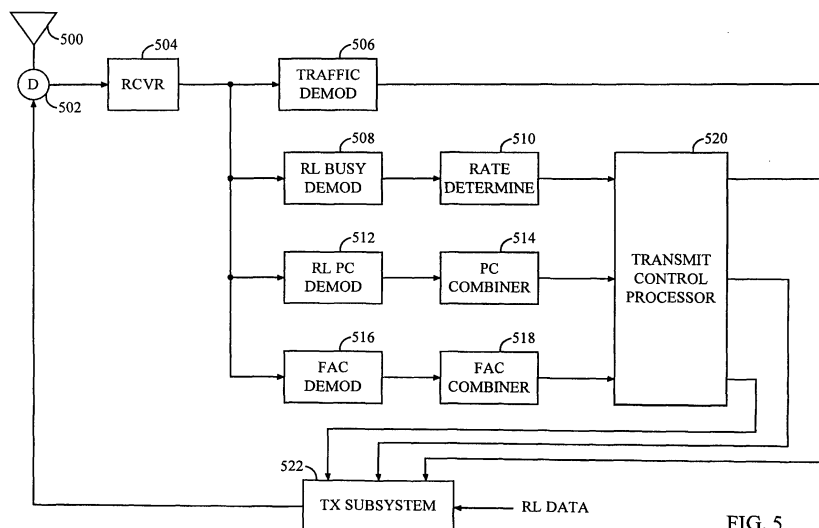 500
504
506
D
502
RCVR
TRAFFIC
DEMOD
508
510
520
RL BUSY
DEMOD
RATE
DETERMINE
512
514
RL PC
DEMOD
PC
COMBINER
TRANSMIT
CONTROL
PROCESSOR
516
518
FAC
DEMOD
FAC
COMBINER
522
TX SUBSYSTEM
RL DATA
FIG. 5